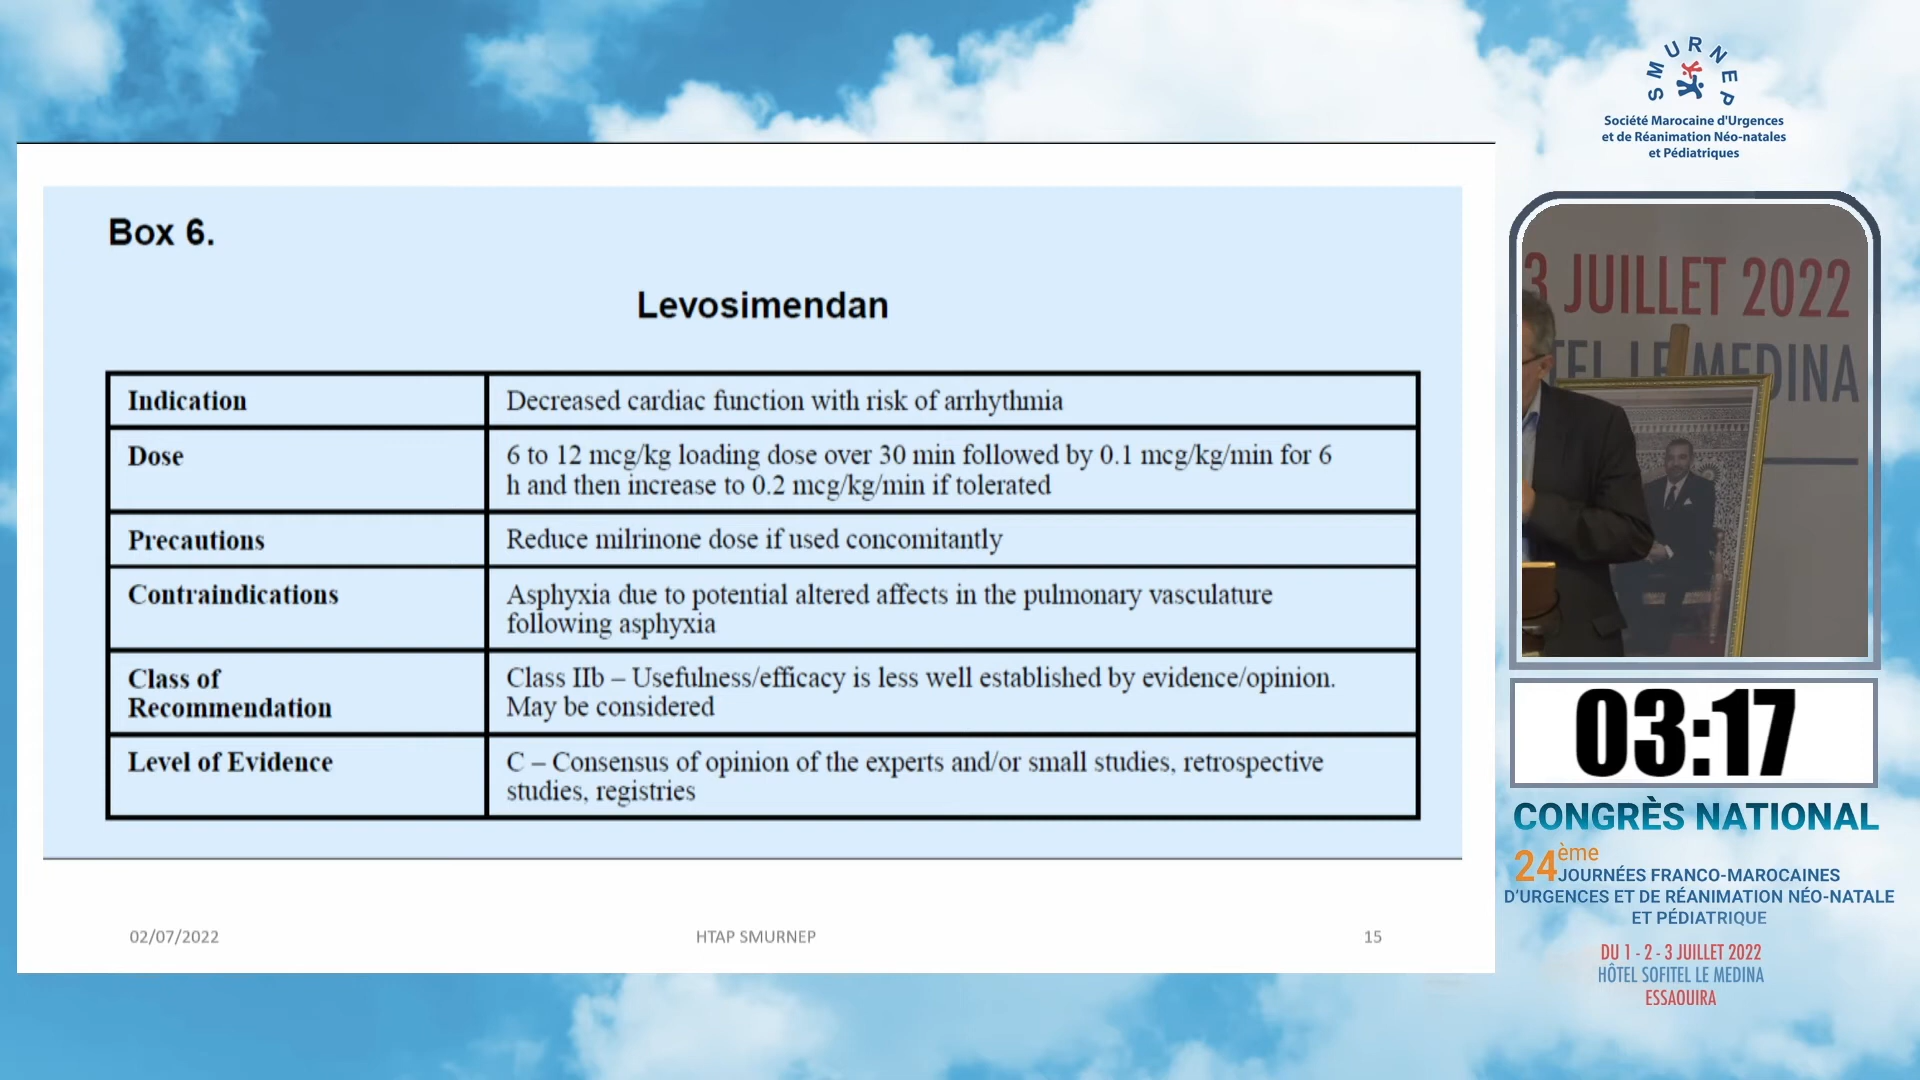 SMURNEP
Société Marocaine d'Urgences
et de Réanimation Néo-natales
et Pédiatriques
Box 6.
Levosimendan
Indication
Decreased cardiac function with risk of arrhythmia
Dose
6 to 12 mcg/kg loading dose over 30 min followed by 0.1 mcg/kg/min for 6
h and then increase to 0.2 mcg/kg/min if tolerated
Precautions
Reduce milrinone dose if used concomitantly
Contraindications
Asphyxia due to potential altered affects in the pulmonary vasculature
following asphyxia
Class of
Recommendation
Class IIb – Usefulness/efficacy is less well established by evidence/opinion.
May be considered
Level of Evidence
C – Consensus of opinion of the experts and/or small studies, retrospective
studies, registries
02/07/2022
HTAP SMURNEP
15
3 JUILLET 2022
TEL LE MEDINA
03:17
CONGRÈS NATIONAL
24ème
JOURNÉES FRANCO-MAROCAINES
D'URGENCES ET DE RÉANIMATION NÉO-NATALE
ET PÉDIATRIQUE
DU 1 - 2 - 3 JUILLET 2022
HÔTEL SOFITEL LE MEDINA
ESSAOUIRA